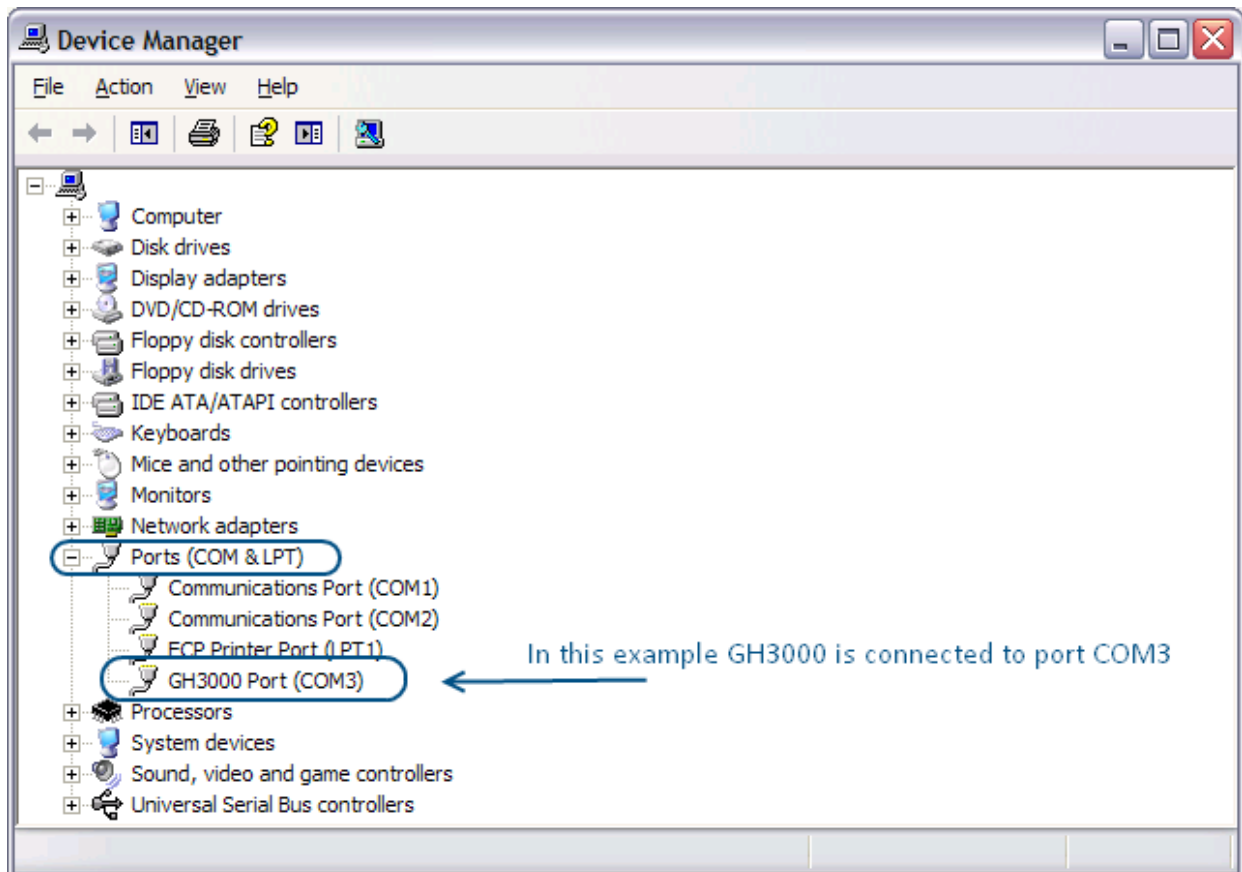 Device Manager
File Action View Help
Computer
Disk drives
Display adapters
DVD/CD-ROM drives
Floppy disk controllers
Floppy disk drives
IDE ATA/ATAPI controllers
Keyboards
Mice and other pointing devices
Monitors
Network adapters
Ports (COM & LPT)
Communications Port (COM1)
Communications Port (COM2)
ECP Printer Port (LPT1)
GH3000 Port (COM3)
In this example GH3000 is connected to port COM3
Processors
System devices
Sound, video and game controllers
Universal Serial Bus controllers